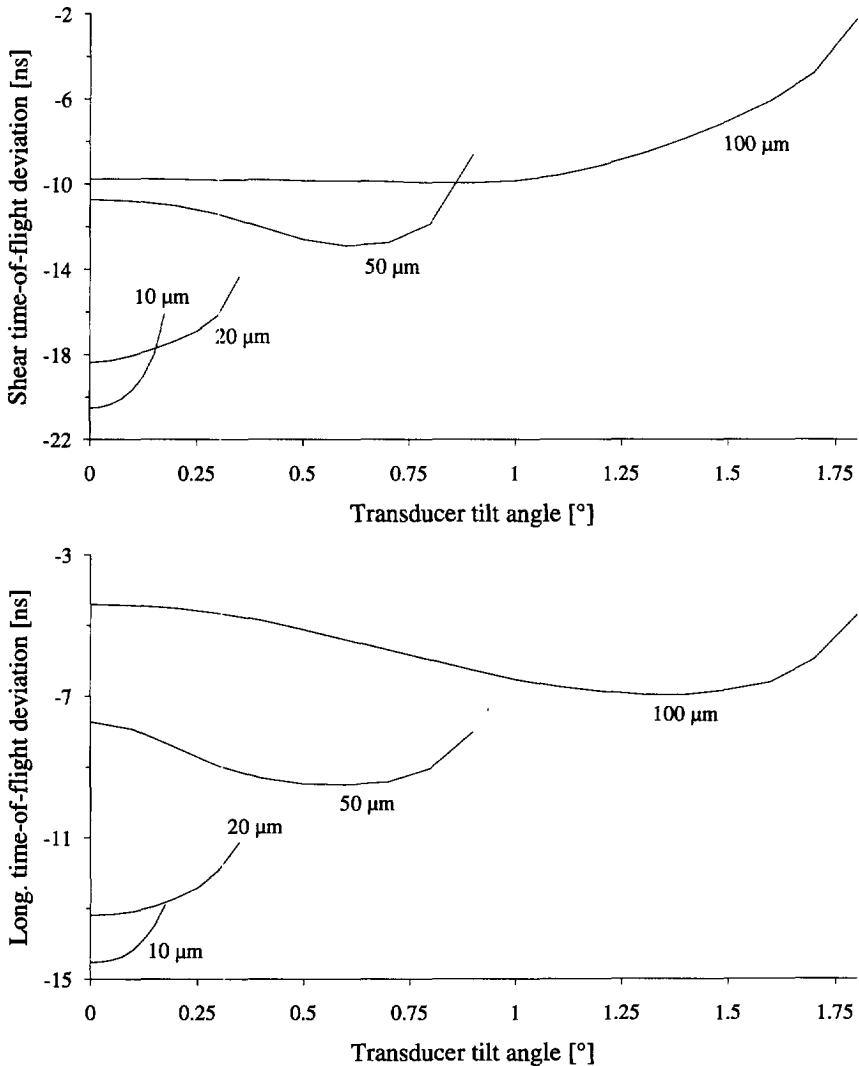 Shear time-of-flight deviation [ns]
-2
-6
-10
-14
-18
-22
100 µm
50 µm
10 µm
20 µm
0
0.25
0.5
0.75
1
1.25
1.5
1.75
Transducer tilt angle [°]
Long. time-of-flight deviation [ns]
-3
-7
-11
-15
100 µm
50 µm
20 µm
10 µm
0
0.25
0.5
0.75
1
1.25
1.5
1.75
Transducer tilt angle [°]